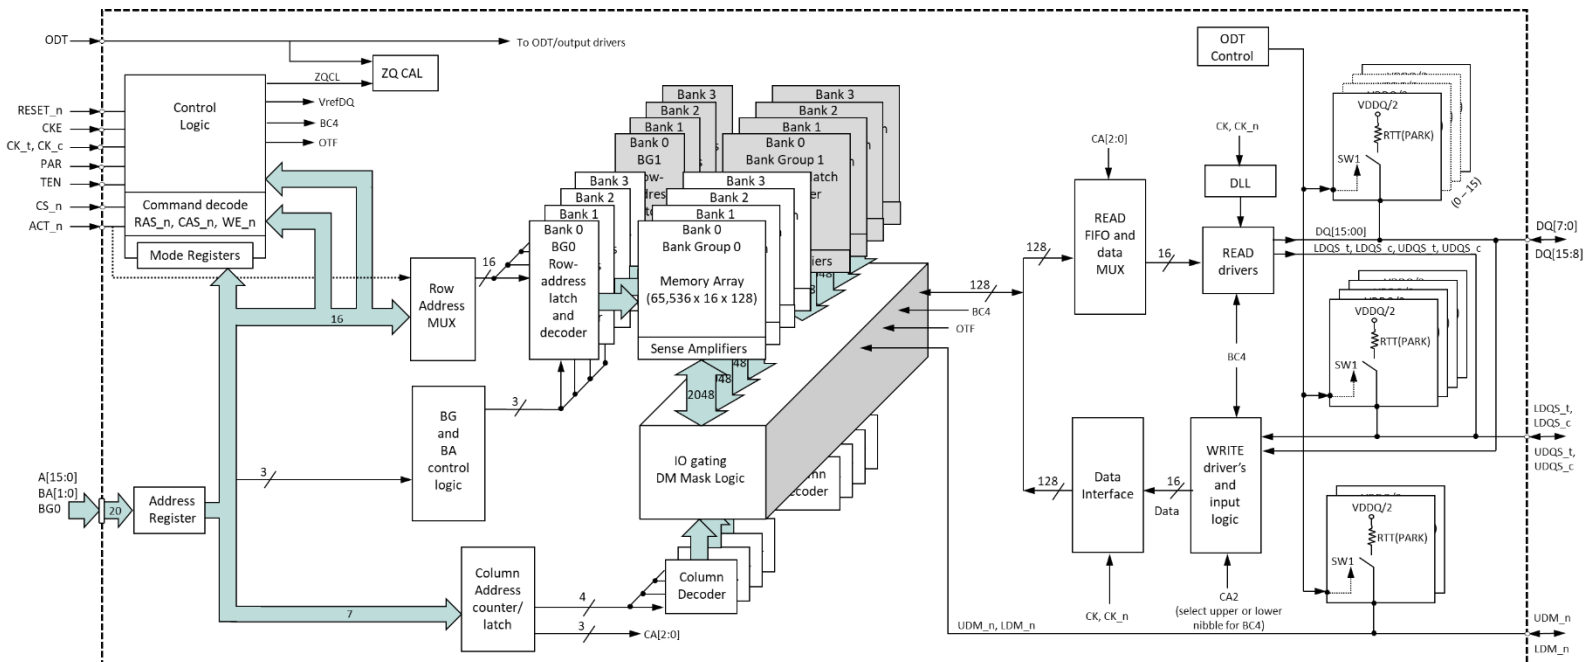 ODT
To ODT/output drivers
ZQ CAL
ZQCL
Control
Logic
VrefDQ
BC4
OTF
RESET_n
CKE
CK_t, CK_c
PAR
TEN
CS_n
ACT_n
Command decode
RAS_n, CAS_n, WE_n
Mode Registers
16
Row
Address
MUX
16
Bank 3
Bank 2
Bank 1
Bank 0
BG1
Row-
Bank 3
Bank 2
Bank 1
Bank 0
Bank Group 1
Bank 3
Bank 2
Bank 1
Bank 0
BG0
Row-
address
latch
and
decoder
Bank 3
Bank 2
Bank 1
Bank 0
Bank Group 0
Memory Array
(65,536 x 16 x 128)
Sense Amplifiers
2048
BG
and
BA
control
logic
3
3
A[15:0]
BA[1:0]
BG0
20
Address
Register
7
Column
Address
counter/
latch
4
3
CA[2:0]
Column
Decoder
IO gating
DM Mask Logic
Decoder
128
BC4
OTF
128
CA[2:0]
READ
FIFO and
data
MUX
16
CK, CK_n
DLL
READ
drivers
BC4
128
Data
Interface
CK, CK_n
16
Data
WRITE
driver's
and
input
logic
CA2
(select upper or lower
nibble for BC4)
UDM_n, LDM_n
ODT
Control
VDDQ/2
RTT(PARK)
SW1
(0 – 15)
DQ[15:00]
LDQS_t, LDQS_c, UDQS_t, UDQS_c
DQ[7:0]
DQ[15:8]
VDDQ/2
RTT(PARK)
SW1
LDQS_t,
LDQS_c
UDQS_t,
UDQS_c
VDDQ/2
RTT(PARK)
SW1
UDM_n
LDM_n